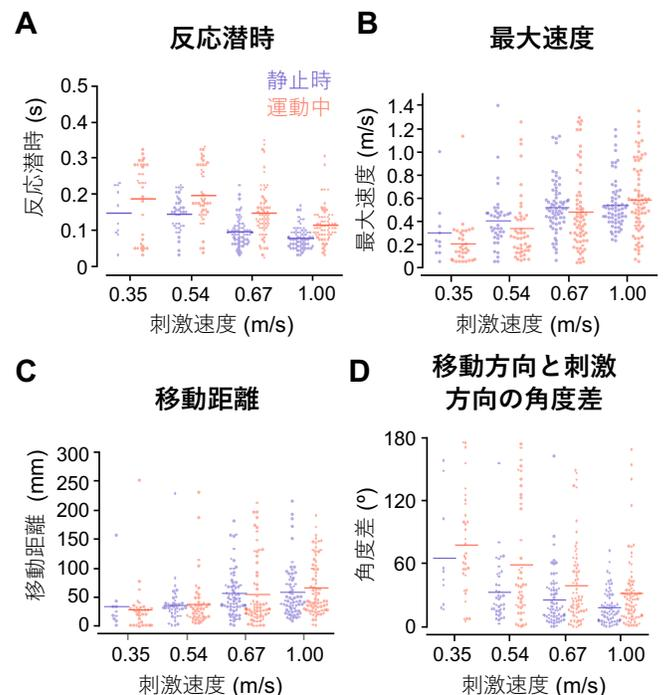 A
反応潜時
静止時
運動中
反応潜時 (s)
0.5
0.4
0.3
0.2
0.1
0
0.35 0.54 0.67 1.00
刺激速度 (m/s)
B
最大速度
最大速度 (m/s)
1.4
1.2
1.0
0.8
0.6
0.4
0.2
0
0.35 0.54 0.67 1.00
刺激速度 (m/s)
C
移動距離
移動距離 (mm)
300
250
200
150
100
50
0
0.35 0.54 0.67 1.00
刺激速度 (m/s)
D
移動方向と刺激
方向の角度差
角度差 (º)
180
120
60
0
0.35 0.54 0.67 1.00
刺激速度 (m/s)